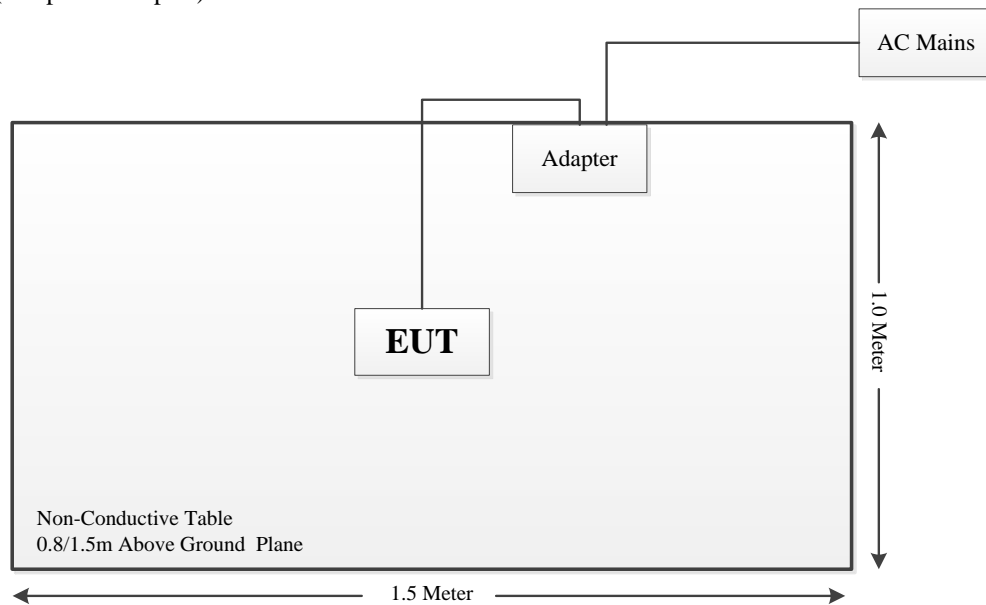 AC Mains
Adapter
EUT
1.0 Meter
Non-Conductive Table
0.8/1.5m Above Ground Plane
1.5 Meter